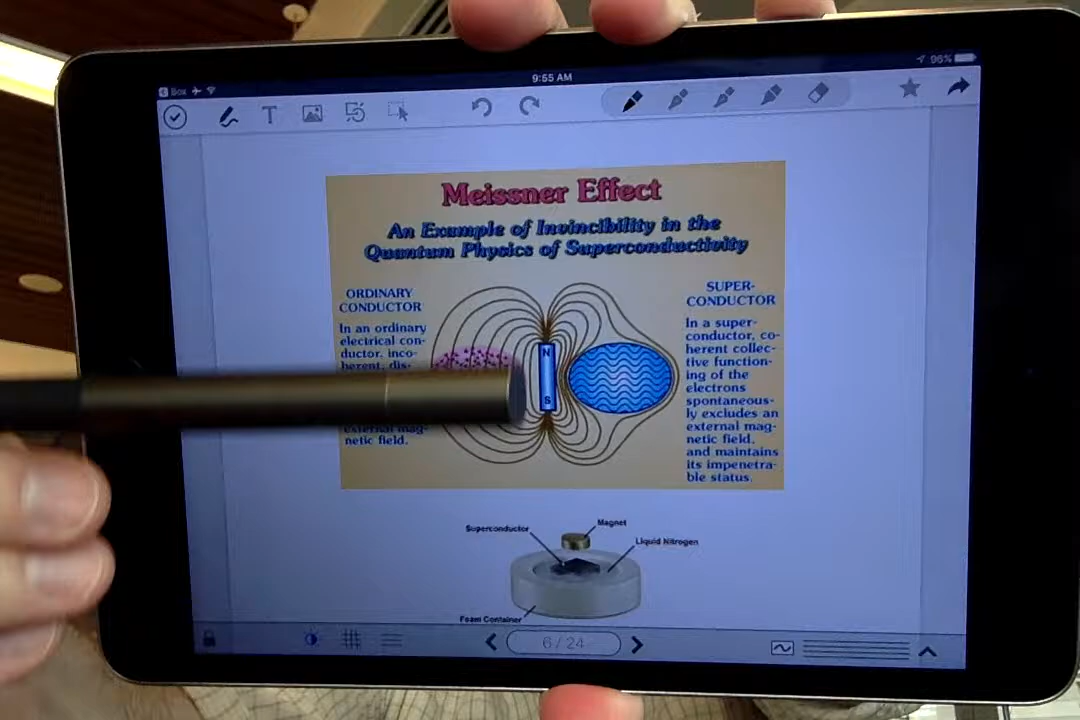 Box
9:55 AM
96%
T
Meissner Effect
An Example of Invincibility in the
Quantum Physics of Superconductivity
ORDINARY
CONDUCTOR
In an ordinary
electrical con-
ductor, inco-
herent, dis-
external mag-
netic field.
N
S
SUPER-
CONDUCTOR
In a super-
conductor, co-
herent collec-
tive function-
ing of the
electrons
spontaneous-
ly excludes an
external mag-
netic field,
and maintains
its impenetra-
ble status.
Superconductor
Magnet
Liquid Nitrogen
Foam Container
6 / 24